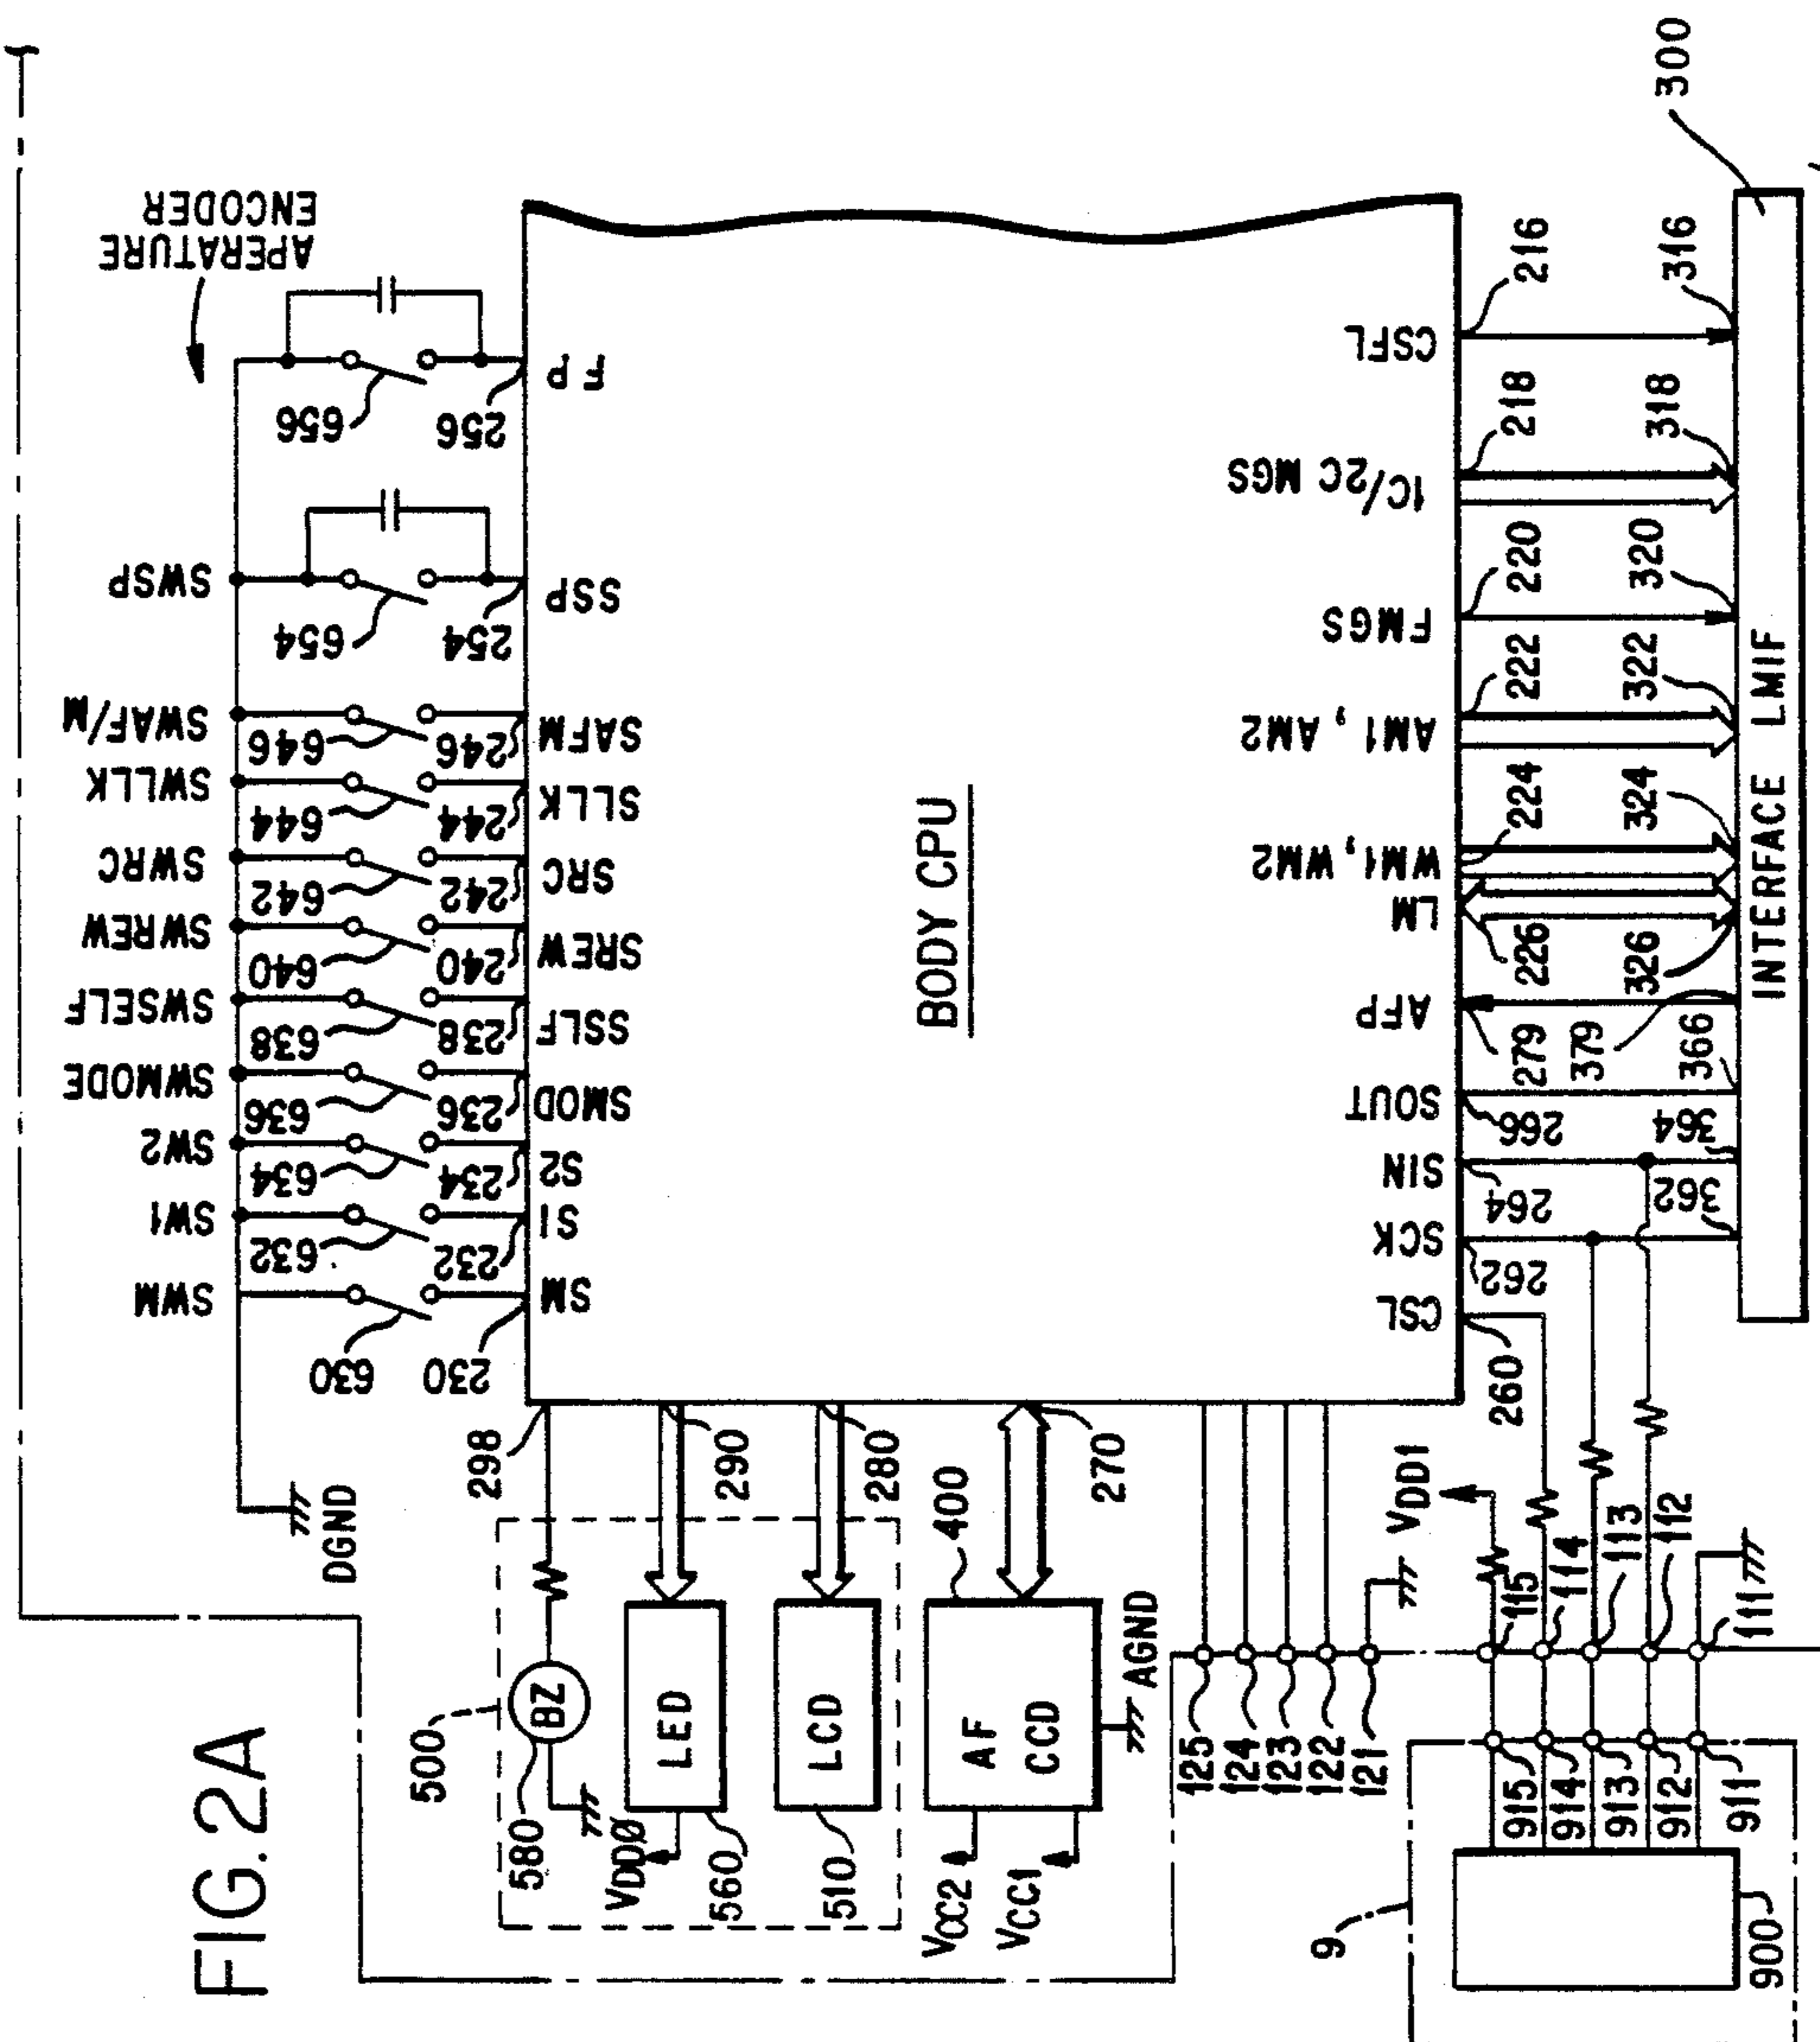 FIG. 2A
APERATURE
ENCODER
SWM
SW1
SW2
SWMODE
SWSELF
SWREW
SWRC
SWLLK
SWAF/M
SWSP
DGND
630
632
634
636
638
640
642
644
646
654
656
230
232
234
236
238
240
242
244
246
254
256
SM
S1
S2
SMOD
SSLF
SREW
SRC
SLLK
SAFM
SSP
FP
BODY CPU
298
290
280
270
500
580
BZ
VDDØ
560
LED
510
LCD
400
AF
CCD
VCC2
VCC1
AGND
125
124
123
122
121
VDD1
115
114
113
112
111
915
914
913
912
911
9
900
CSL
SCK
SIN
SOUT
AFP
LM
WM1, WM2
AM1, AM2
FMGS
1C/2C MGS
CSFL
260
262
264
266
279
226
224
222
220
218
216
362
364
366
379
326
324
322
320
318
316
INTERFACE LMIF
300